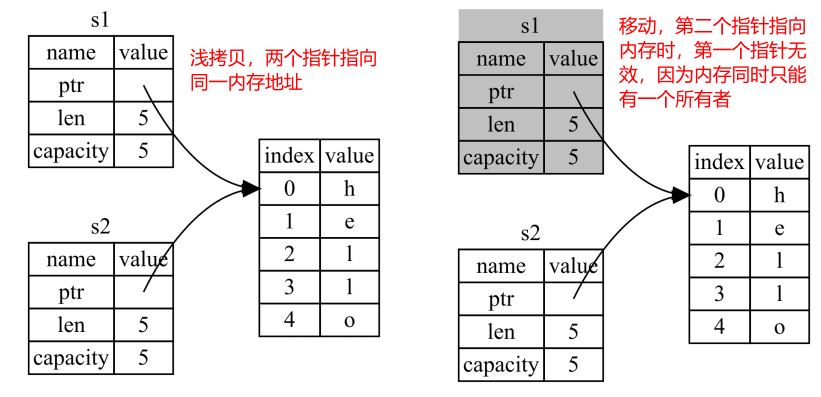 s1
name value
ptr
len 5
capacity 5
浅拷贝，两个指针指向
同一内存地址
index value
0 h
1 e
2 l
3 l
4 o
s2
name value
ptr
len 5
capacity 5
s1
name value
ptr
len 5
capacity 5
移动，第二个指针指向
内存时，第一个指针无
效，因为内存同时只能
有一个所有者
index value
0 h
1 e
2 l
3 l
4 o
s2
name value
ptr
len 5
capacity 5